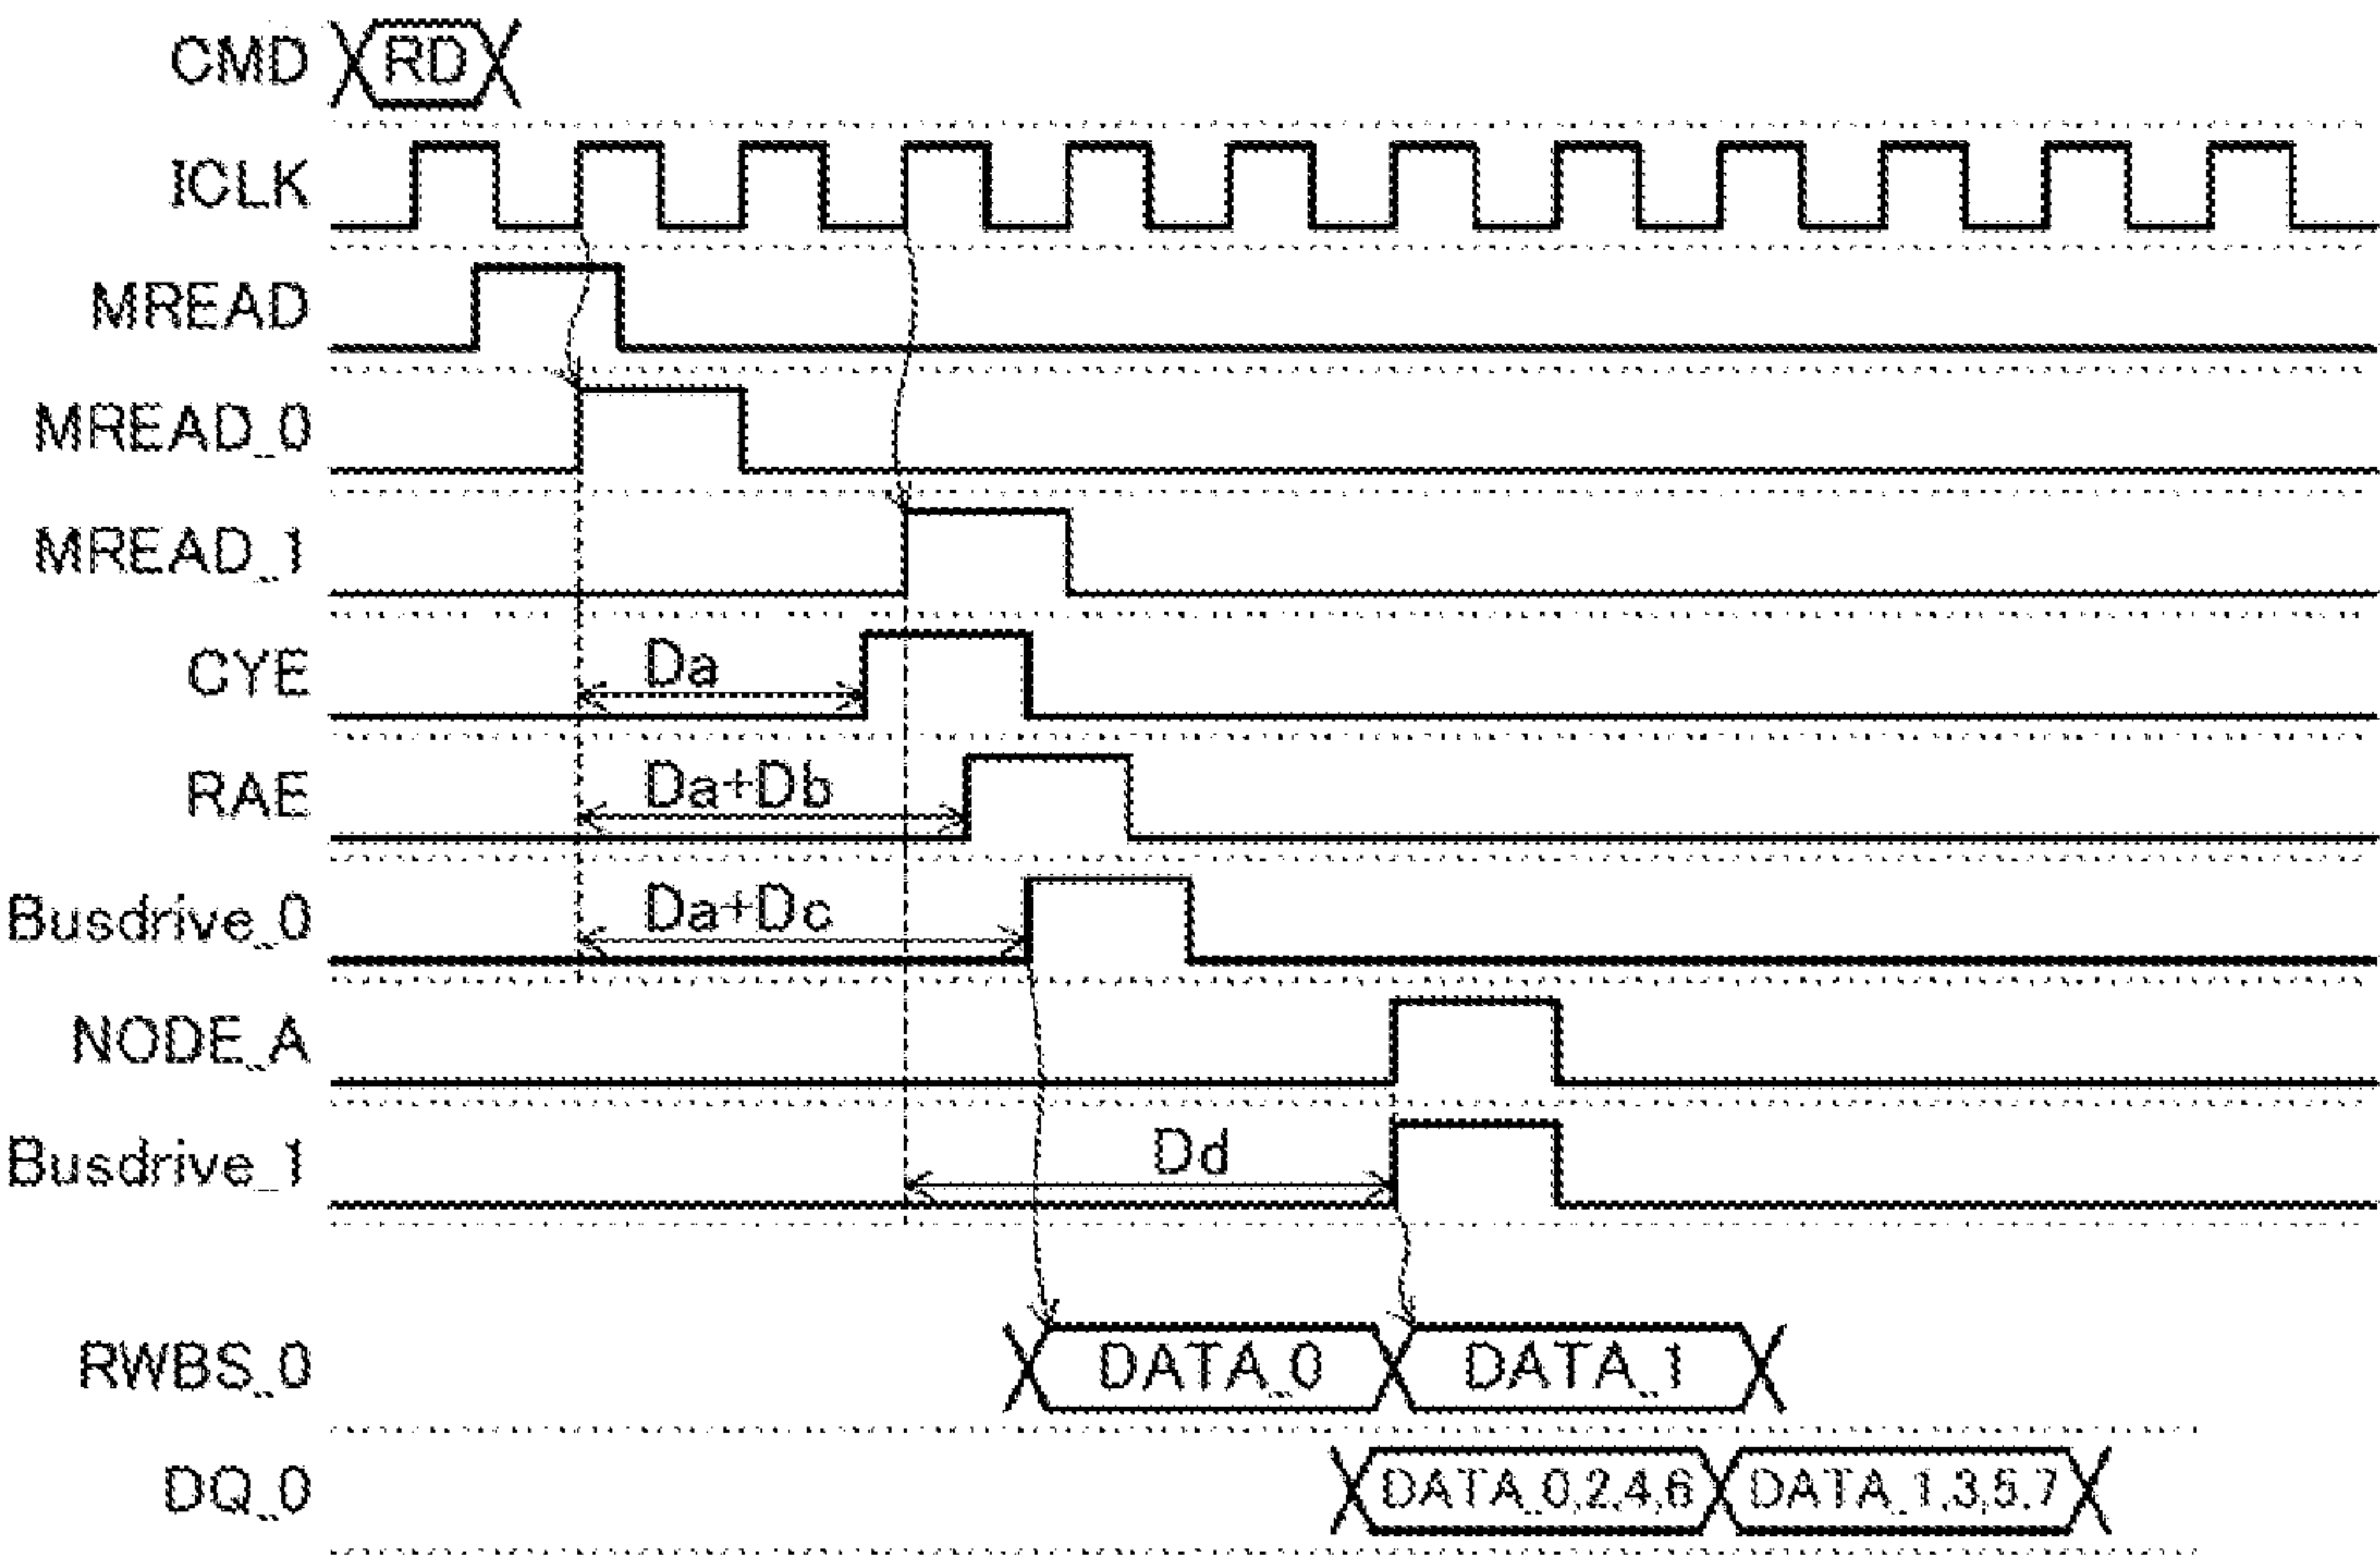 CMD RD
ICLK
MREAD
MREAD_0
MREAD_1
CYE Da
RAE Da+Db
Busdrive_0 Da+Dc
NODE_A
Busdrive_1 Dd
RWBS_0 DATA_0 DATA_1
DQ_0 DATA_0,2,4,6 DATA_1,3,5,7